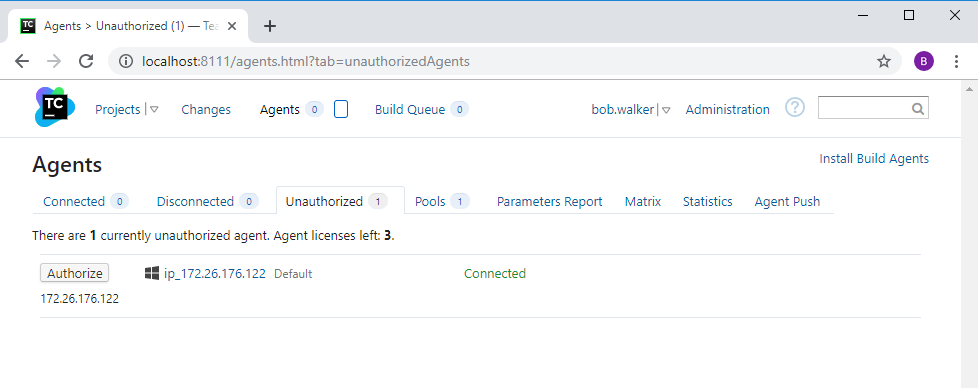 TC Agents > Unauthorized (1) — Tea
localhost:8111/agents.html?tab=unauthorizedAgents B
TC Projects Changes Agents 0 Build Queue 0 bob.walker Administration ?
Agents
Install Build Agents
Connected 0 Disconnected 0 Unauthorized 1 Pools 1 Parameters Report Matrix Statistics Agent Push
There are 1 currently unauthorized agent. Agent licenses left: 3.
Authorize ip_172.26.176.122 Default Connected
172.26.176.122